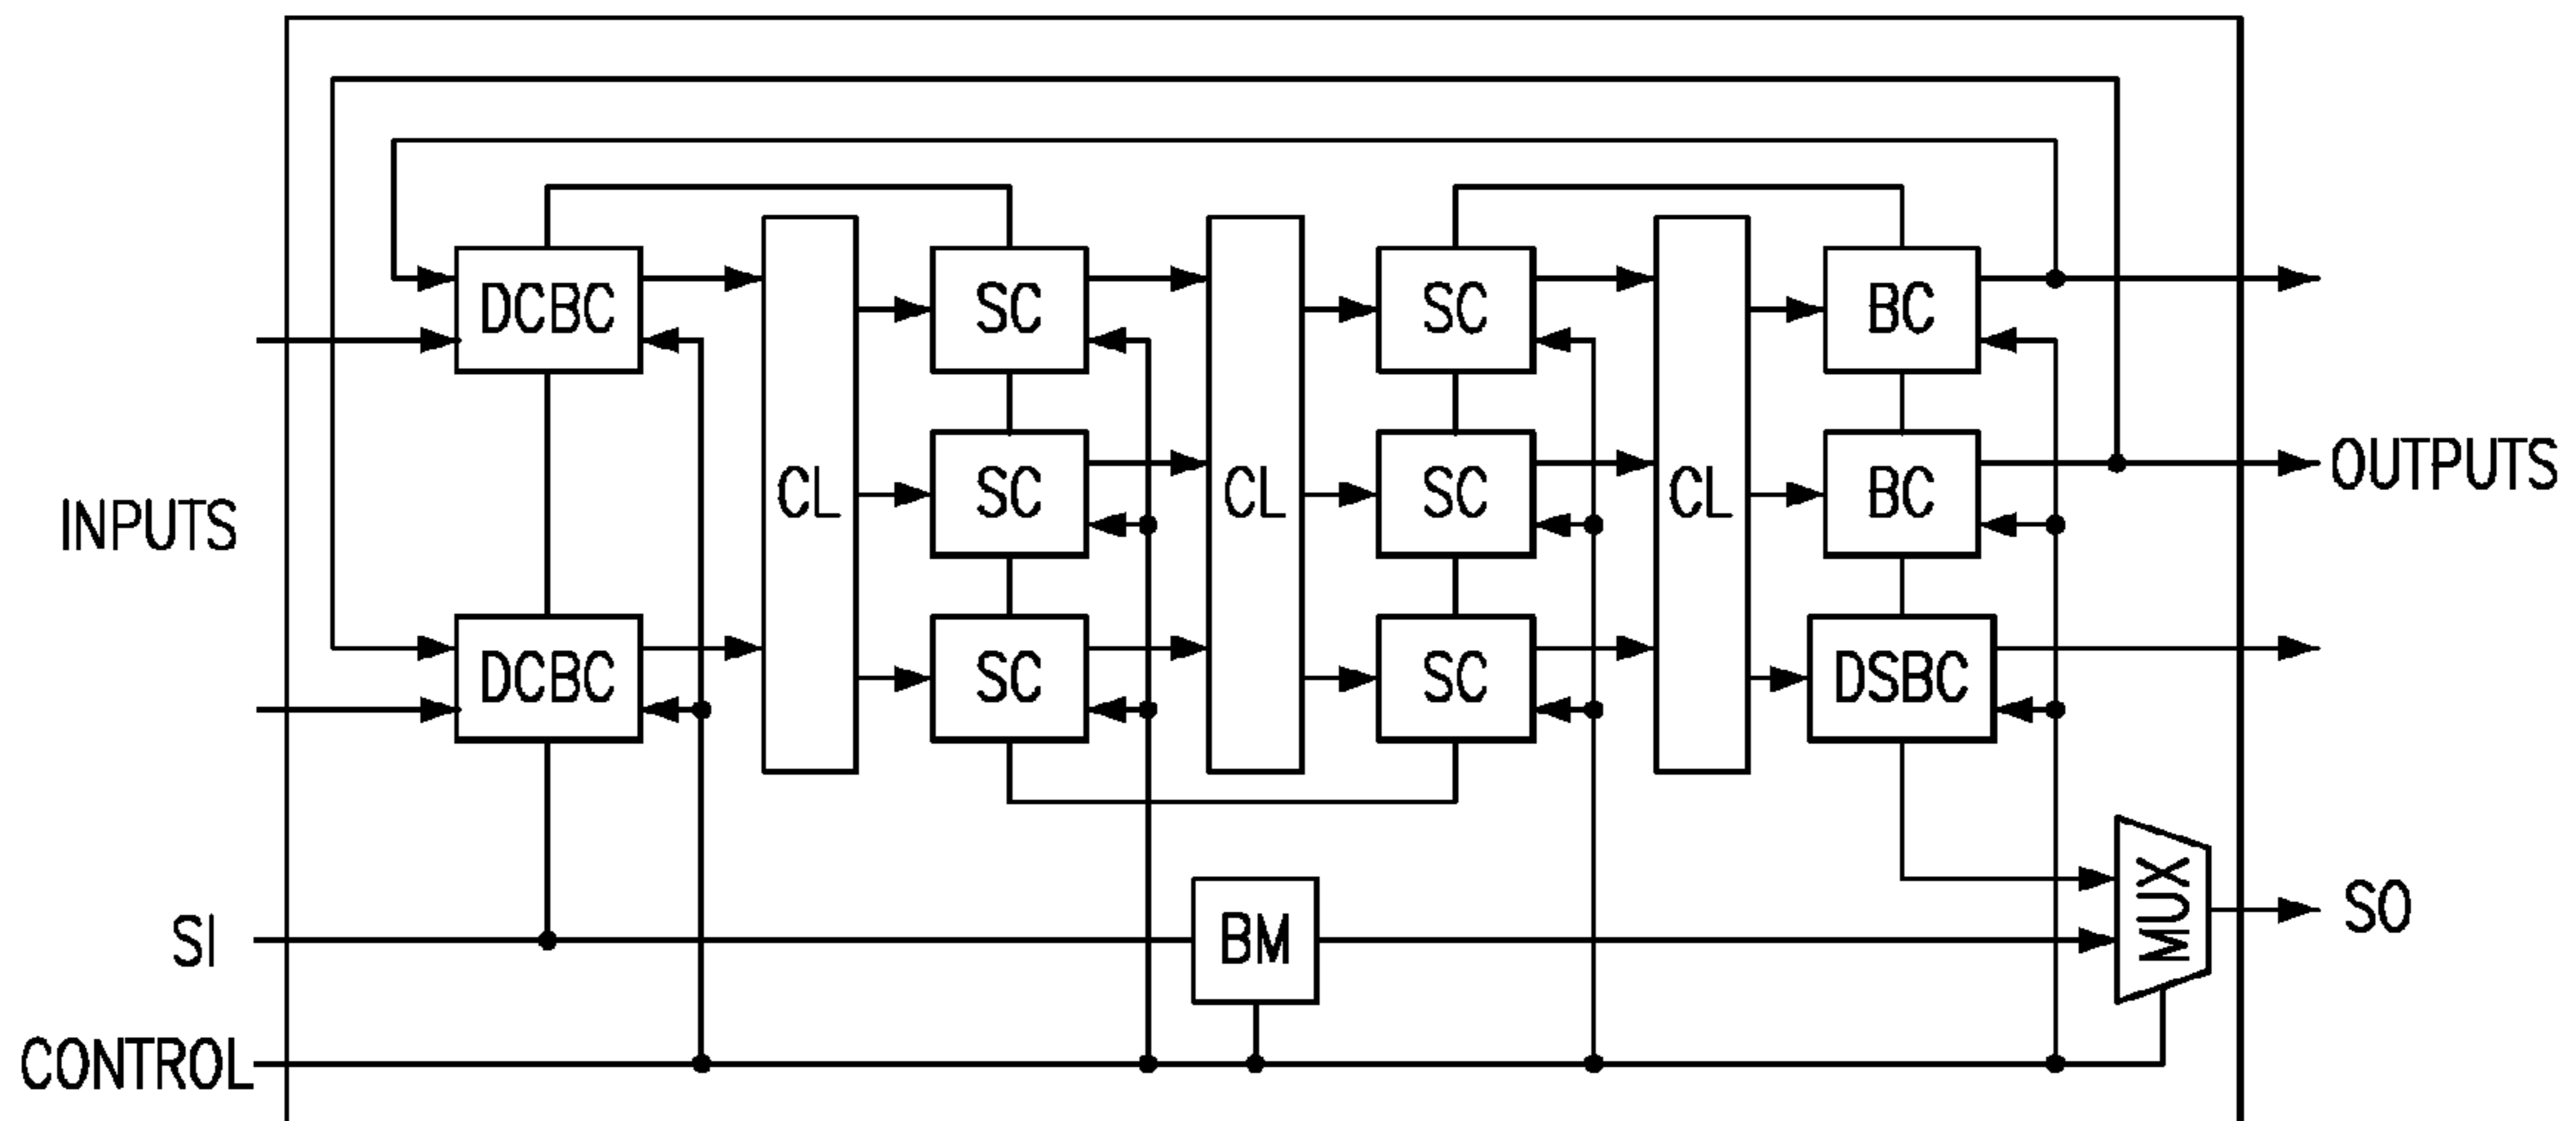 DCBC SC SC BC
INPUTS CL SC CL SC CL BC OUTPUTS
DCBC SC SC DSBC
SI BM MUX SO
CONTROL